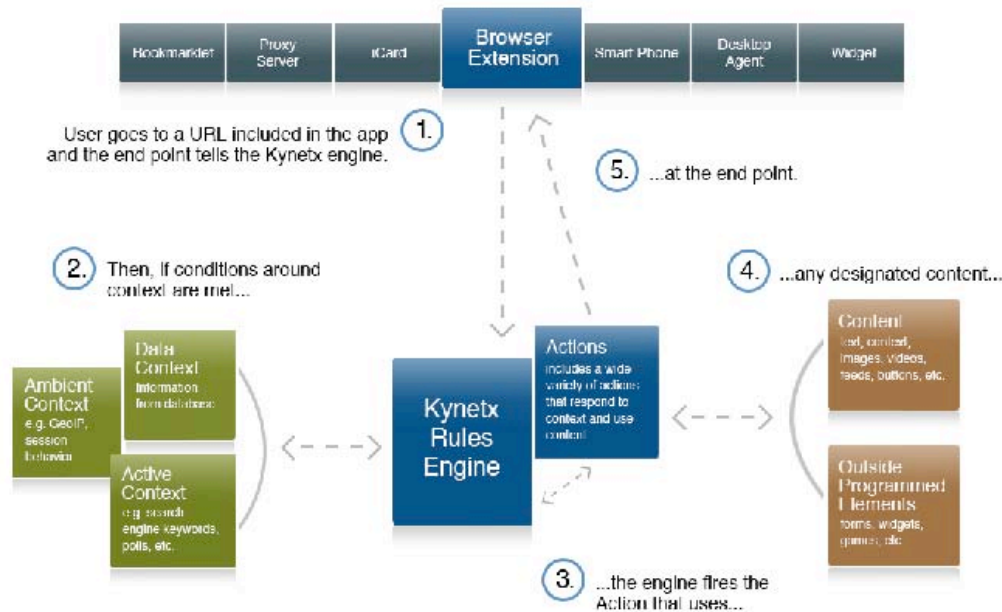 Bookmarklet
Proxy
Server
iCard
Browser
Extension
Smart Phone
Desktop
Agent
Widget
1.
User goes to a URL included in the app
and the end point tells the Kynetx engine.
5.
...at the end point.
2.
Then, if conditions around
context are met...
4.
...any designated content...
Data
Context
Information
from database
Ambient
Context
e.g. GeoIP,
session
behavior
Active
Context
e.g. search
engine keywords,
polls, etc.
Kynetx
Rules
Engine
Actions
includes a wide
variety of actions
that respond to
context and use
content
Content
text, context,
images, videos,
feeds, buttons, etc.
Outside
Programmed
Elements
forms, widgets,
games, etc
3.
...the engine fires the
Action that uses...